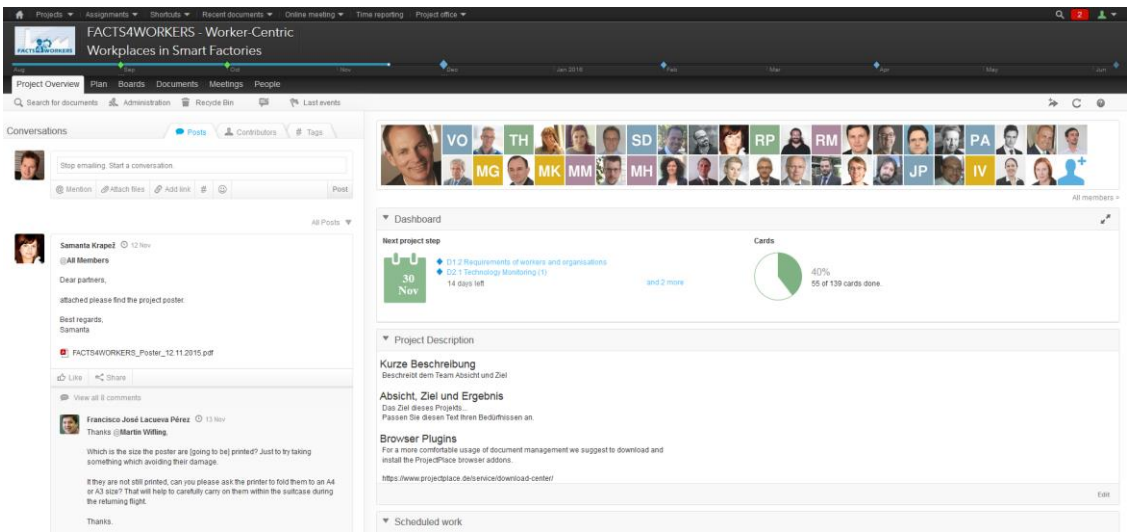 Projects Assignments Shortcuts Recent documents Online meeting Time reporting Project office
2
FACTS4WORKERS
FACTS4WORKERS - Worker-Centric
Workplaces in Smart Factories
Aug Sep Oct Nov Dec Jan 2016 Feb Mar Apr May Jun
Project Overview Plan Boards Documents Meetings People
Search for documents Administration Recycle Bin Last events
Conversations Posts Contributors # Tags
Stop emailing. Start a conversation
@ Mention Attach files Add link # Post
All Posts
Samanta Krapež 12 Nov
@All Members
Dear partners,
attached please find the project poster
Best regards,
Samanta
FACTS4WORKERS_Poster_12.11.2015.pdf
Like Share
View all 8 comments
Francisco José Lacueva Pérez 13 Nov
Thanks @Martin Wifling,
Which is the size the poster are [going to be] printed? Just to try taking
something which avoiding their damage.
If they are not still printed, can you please ask the printer to fold them to an A4
or A3 size? That will help to carefully carry on them within the suitcase during
the returning flight.
Thanks.
VO TH SD RP RM PA
MG MK MM MH JP IV
All members »
Dashboard
Next project step
30
Nov
D1.2 Requirements of workers and organisations
D2.1 Technology Monitoring (1)
14 days left and 2 more
Cards
40%
55 of 139 cards done.
Project Description
Kurze Beschreibung
Beschreibt dem Team Absicht und Ziel
Absicht, Ziel und Ergebnis
Das Ziel dieses Projekts...
Passen Sie diesen Text Ihren Bedürfnissen an.
Browser Plugins
For a more comfortable usage of document management we suggest to download and
install the ProjectPlace browser addons.
https://www.projectplace.de/service/download-center/
Edit
Scheduled work